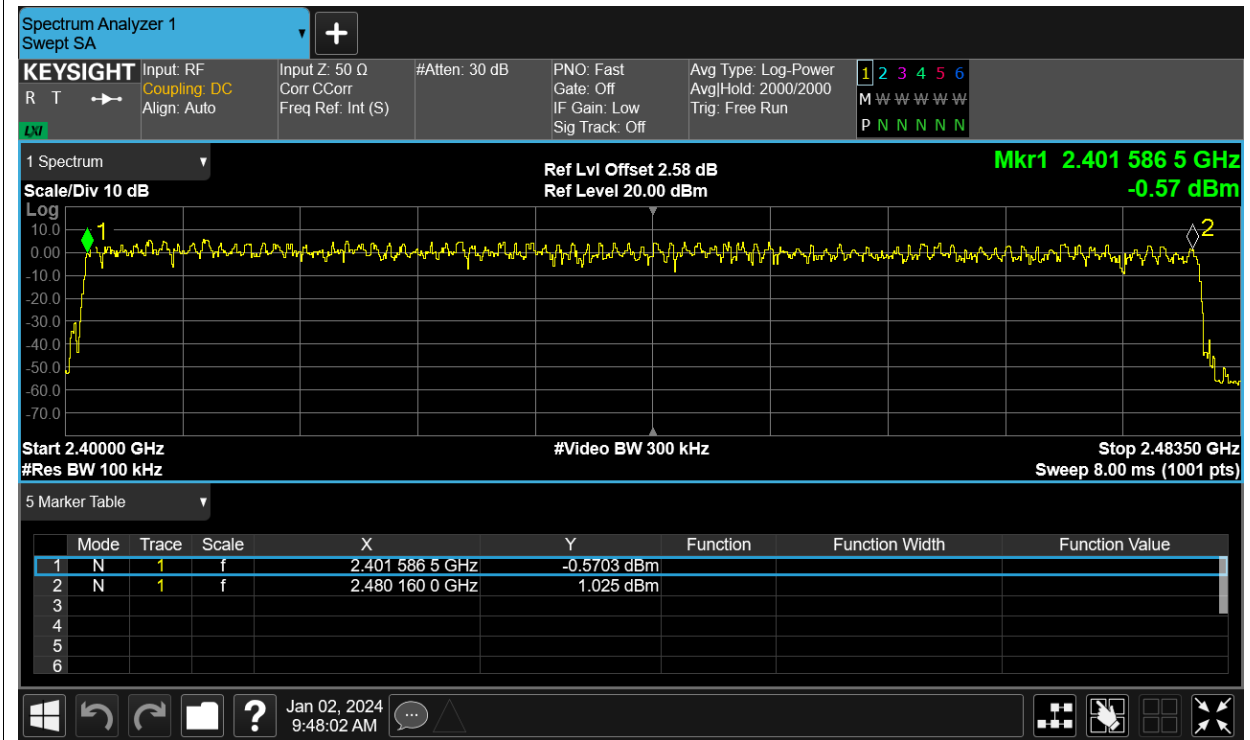 Spectrum Analyzer 1
Swept SA
+
KEYSIGHT
R T
LXI
Input: RF
Coupling: DC
Align: Auto
Input Z: 50 Ω
Corr CCorr
Freq Ref: Int (S)
#Atten: 30 dB
PNO: Fast
Gate: Off
IF Gain: Low
Sig Track: Off
Avg Type: Log-Power
Avg|Hold: 2000/2000
Trig: Free Run
1 2 3 4 5 6
M W W W W W
P N N N N N
1 Spectrum
Scale/Div 10 dB
Ref Lvl Offset 2.58 dB
Ref Level 20.00 dBm
Mkr1 2.401 586 5 GHz
-0.57 dBm
Log
10.0
0.00
-10.0
-20.0
-30.0
-40.0
-50.0
-60.0
-70.0
1
2
Start 2.40000 GHz
#Res BW 100 kHz
#Video BW 300 kHz
Stop 2.48350 GHz
Sweep 8.00 ms (1001 pts)
5 Marker Table
Mode Trace Scale X Y Function Function Width Function Value
1 N 1 f 2.401 586 5 GHz -0.5703 dBm
2 N 1 f 2.480 160 0 GHz 1.025 dBm
3
4
5
6
?
Jan 02, 2024
9:48:02 AM